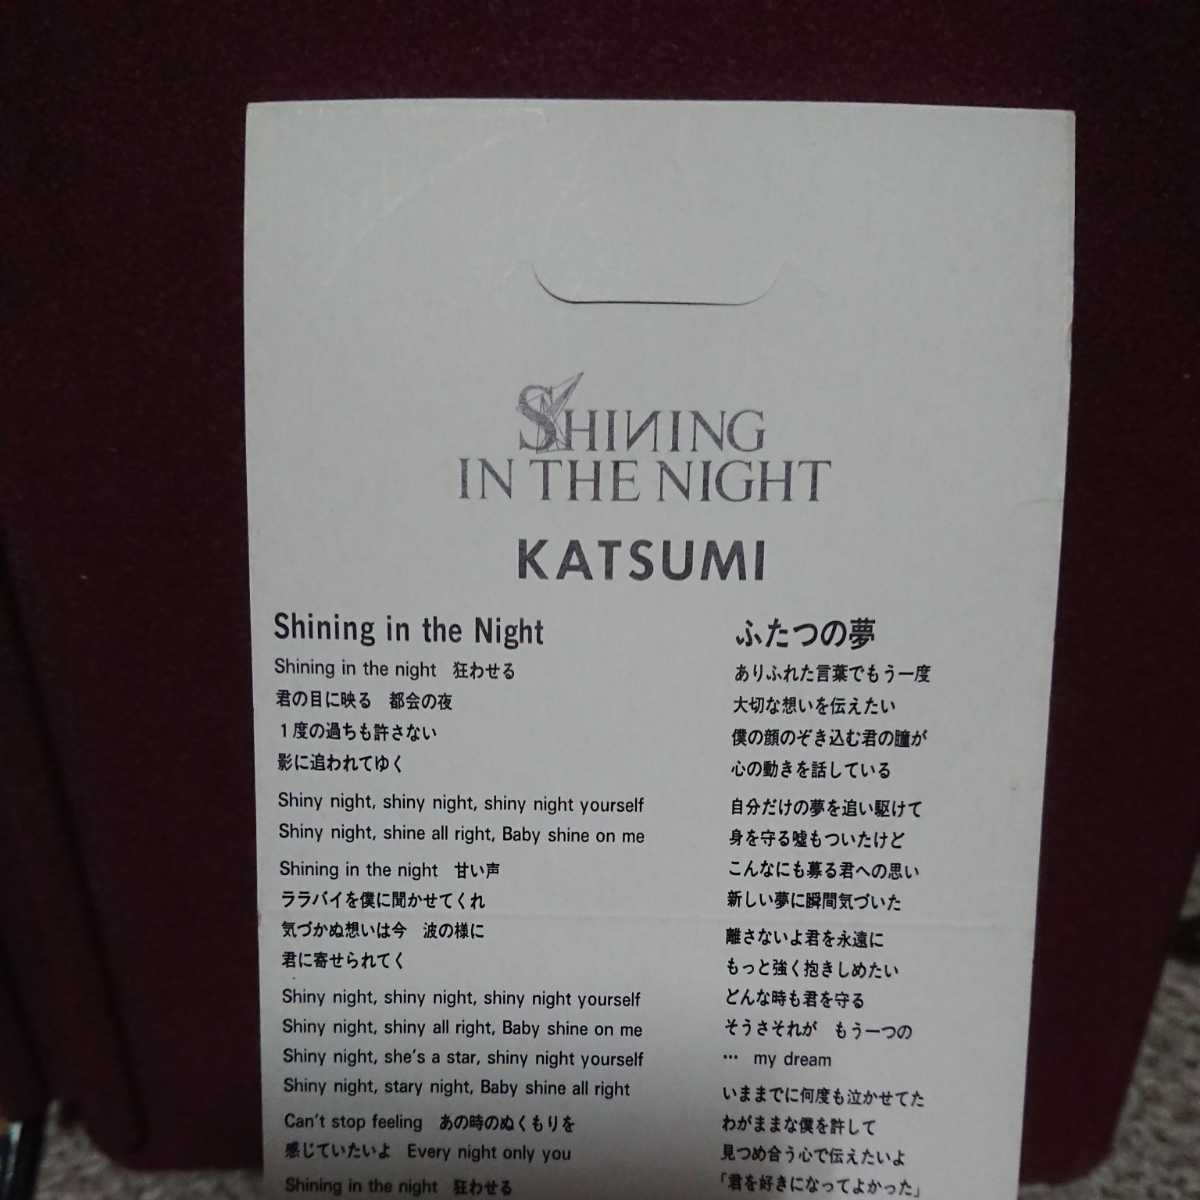 SHINING
IN THE NIGHT
KATSUMI
Shining in the Night
Shining in the night　狂わせる
君の目に映る　都会の夜
1度の過ちも許さない
影に追われてゆく
Shiny night, shiny night, shiny night yourself
Shiny night, shine all right, Baby shine on me
Shining in the night　甘い声
ララバイを僕に聞かせてくれ
気づかぬ想いは今　波の様に
君に寄せられてく
Shiny night, shiny night, shiny night yourself
Shiny night, shiny all right, Baby shine on me
Shiny night, she's a star, shiny night yourself
Shiny night, stary night, Baby shine all right
Can't stop feeling　あの時のぬくもりを
感じていたいよ　Every night only you
Shining in the night　狂わせる
ふたつの夢
ありふれた言葉でもう一度
大切な想いを伝えたい
僕の顔のぞき込む君の瞳が
心の動きを話している
自分だけの夢を追い駆けて
身を守る嘘もついたけど
こんなにも募る君への思い
新しい夢に瞬間気づいた
離さないよ君を永遠に
もっと強く抱きしめたい
どんな時も君を守る
そうさそれが　もう一つの
… my dream
いままでに何度も泣かせてた
わがままな僕を許して
見つめ合う心で伝えたいよ
「君を好きになってよかった」